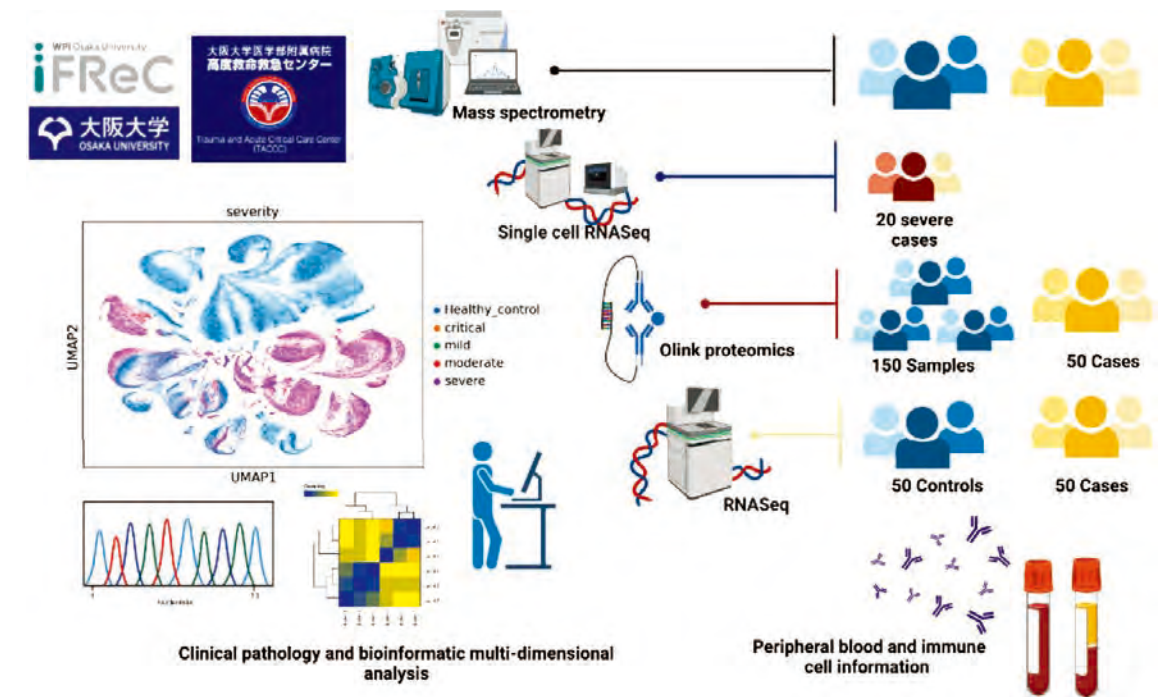 WPI Osaka University
iFReC
大阪大学
OSAKA UNIVERSITY
大阪大学医学部附属病院
高度救命救急センター
Trauma and Acute Critical Care Center
(TACCC)
Mass spectrometry
Single cell RNASeq
20 severe
cases
Olink proteomics
150 Samples
50 Cases
RNASeq
50 Controls
50 Cases
severity
UMAP2
UMAP1
Healthy_control
critical
mild
moderate
severe
Clinical pathology and bioinformatic multi-dimensional
analysis
Peripheral blood and immune
cell information